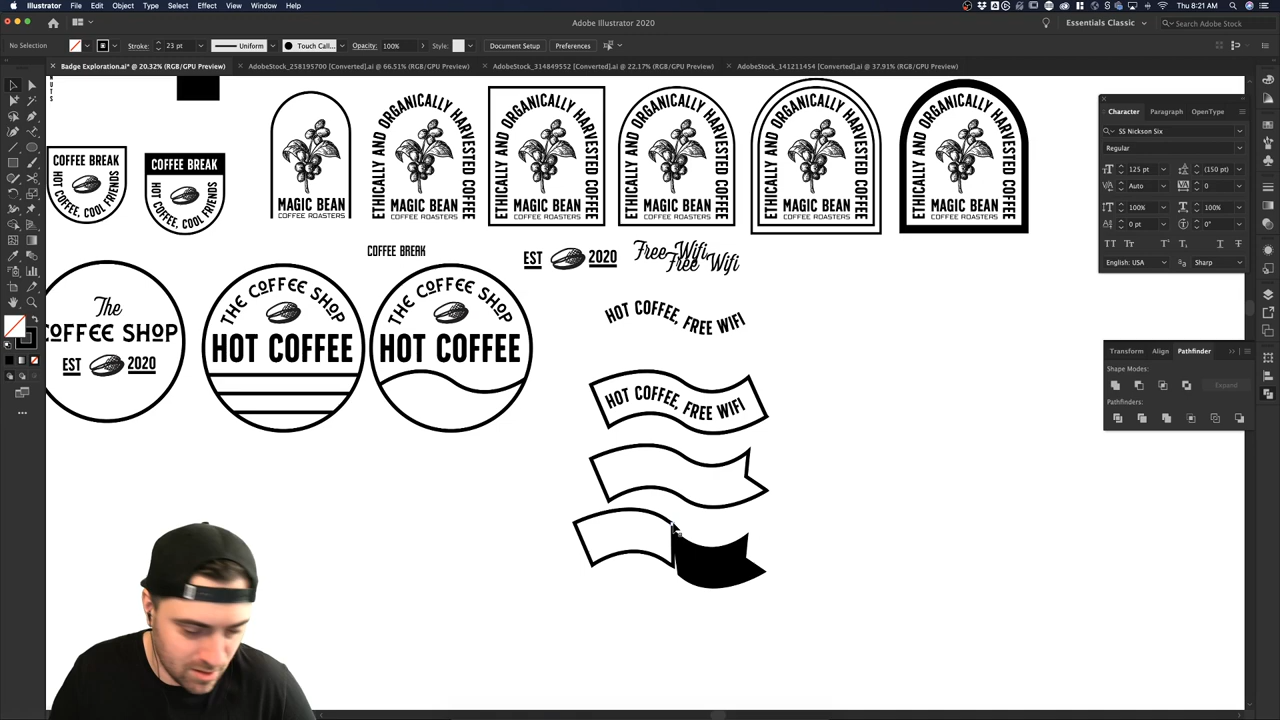 Illustrator File Edit Object Type Select Effect View Window Help
Thu 8:21 AM
Adobe Illustrator 2020
Essentials Classic
Search Adobe Stock
No Selection
Stroke: 23 pt
Uniform
Touch Call...
Opacity: 100%
Style:
Document Setup
Preferences
Badge Exploration.ai* @ 20.32% (RGB/GPU Preview)
AdobeStock_258195700 [Converted].ai @ 66.51% (RGB/GPU Preview)
AdobeStock_314849552 [Converted].ai @ 22.17% (RGB/GPU Preview)
AdobeStock_141211454 [Converted].ai @ 37.91% (RGB/GPU Preview)
COFFEE BREAK
HOT COFFEE, COOL FRIENDS
COFFEE BREAK
HOT COFFEE, COOL FRIENDS
MAGIC BEAN
COFFEE ROASTERS
ETHICALLY AND ORGANICALLY HARVESTED COFFEE
MAGIC BEAN
COFFEE ROASTERS
ETHICALLY AND ORGANICALLY HARVESTED COFFEE
MAGIC BEAN
COFFEE ROASTERS
ETHICALLY AND ORGANICALLY HARVESTED COFFEE
MAGIC BEAN
COFFEE ROASTERS
ETHICALLY AND ORGANICALLY HARVESTED COFFEE
MAGIC BEAN
COFFEE ROASTERS
ETHICALLY AND ORGANICALLY HARVESTED COFFEE
MAGIC BEAN
COFFEE ROASTERS
COFFEE BREAK
EST 2020
Free Wifi
Free Wifi
The
COFFEE SHOP
EST 2020
THE COFFEE SHOP
HOT COFFEE
THE COFFEE SHOP
HOT COFFEE
HOT COFFEE, FREE WIFI
HOT COFFEE, FREE WIFI
Character Paragraph OpenType
SS Nickson Six
Regular
125 pt (150 pt)
Auto 0
100% 100%
0 pt 0°
English: USA Sharp
Transform Align Pathfinder
Shape Modes:
Expand
Pathfinders: